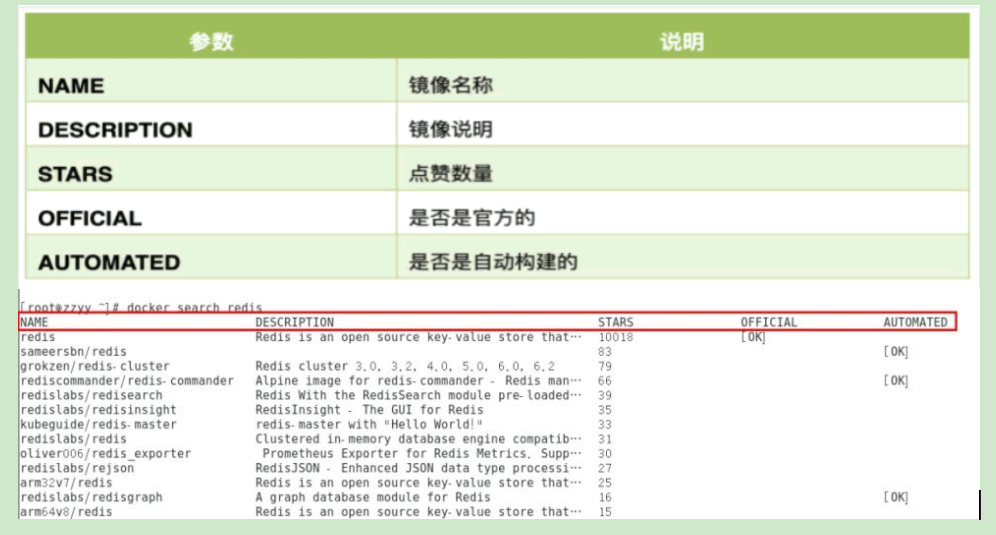 参数 说明
NAME 镜像名称
DESCRIPTION 镜像说明
STARS 点赞数量
OFFICIAL 是否是官方的
AUTOMATED 是否是自动构建的
[root@zzyy ~]# docker search redis
NAME DESCRIPTION STARS OFFICIAL AUTOMATED
redis Redis is an open source key-value store that… 10018 [OK]
sameersbn/redis 83 [OK]
grokzen/redis-cluster Redis cluster 3.0, 3.2, 4.0, 5.0, 6.0, 6.2 79
rediscommander/redis-commander Alpine image for redis-commander - Redis man… 66 [OK]
redislabs/redisearch Redis With the RedisSearch module pre-loaded… 39
redislabs/redisinsight RedisInsight - The GUI for Redis 35
kubeguide/redis-master redis-master with "Hello World!" 33
redislabs/redis Clustered in-memory database engine compatib… 31
oliver006/redis_exporter Prometheus Exporter for Redis Metrics. Supp… 30
redislabs/rejson RedisJSON - Enhanced JSON data type processi… 27
arm32v7/redis Redis is an open source key-value store that… 25
redislabs/redisgraph A graph database module for Redis 16 [OK]
arm64v8/redis Redis is an open source key-value store that… 15